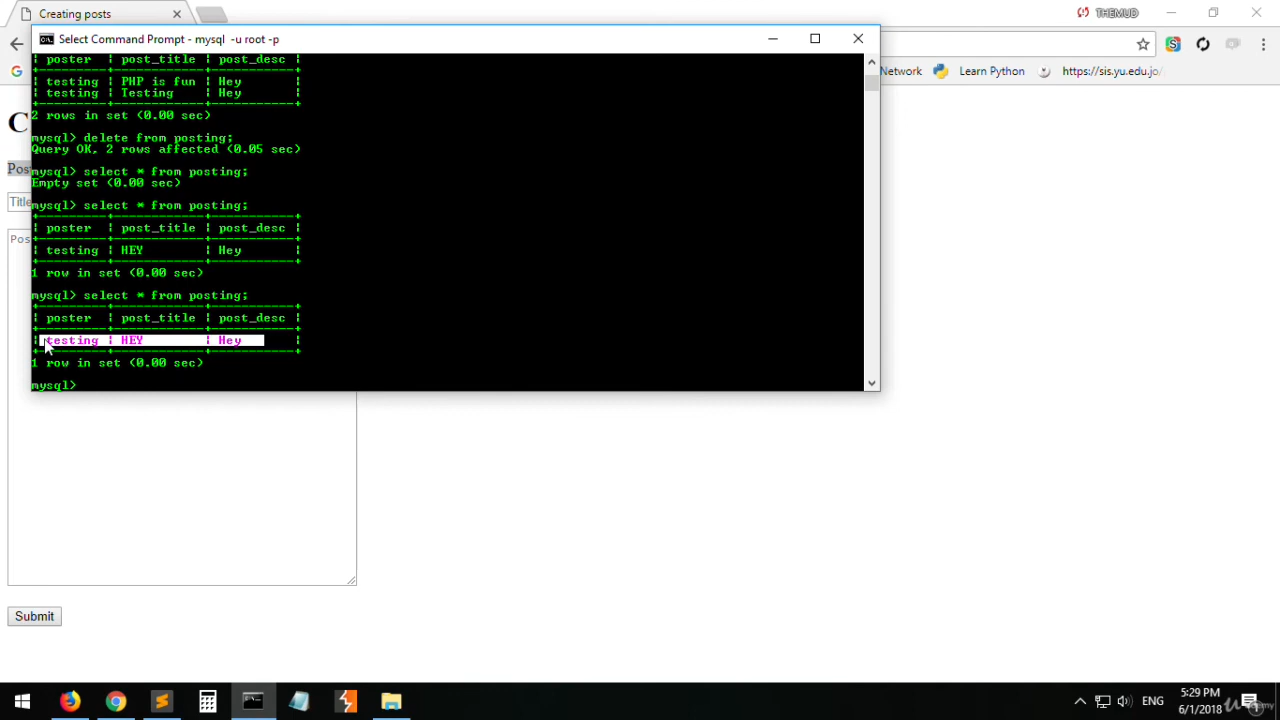 Creating posts
THEMUD
Select Command Prompt - mysql -u root -p
Network
Learn Python
https://sis.yu.edu.jo/
C
Pos
Title
Pos
| poster | post_title | post_desc |
| testing | PHP is fun | Hey |
| testing | Testing | Hey |
2 rows in set (0.00 sec)
mysql> delete from posting;
Query OK, 2 rows affected (0.05 sec)
mysql> select * from posting;
Empty set (0.00 sec)
mysql> select * from posting;
| poster | post_title | post_desc |
| testing | HEY | Hey |
1 row in set (0.00 sec)
mysql> select * from posting;
| poster | post_title | post_desc |
| testing | HEY | Hey |
1 row in set (0.00 sec)
mysql>
Submit
ENG
5:29 PM
6/1/2018